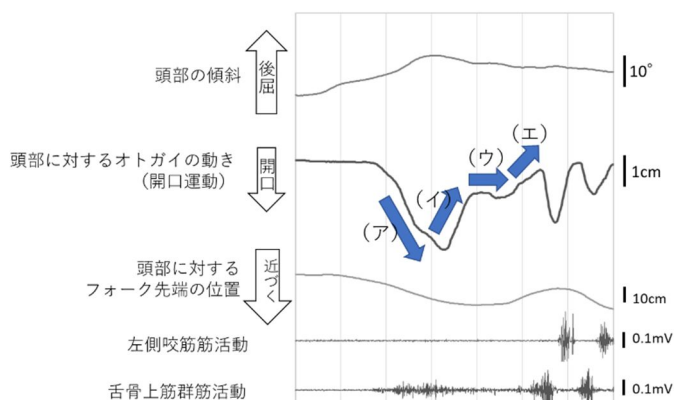 頭部の傾斜
後屈
10°
(エ)
頭部に対するオトガイの動き
(開口運動)
開口
(ウ)
1cm
(イ)
(ア)
頭部に対する
フォーク先端の位置
近づく
10cm
左側咬筋筋活動
0.1mV
舌骨上筋群筋活動
0.1mV